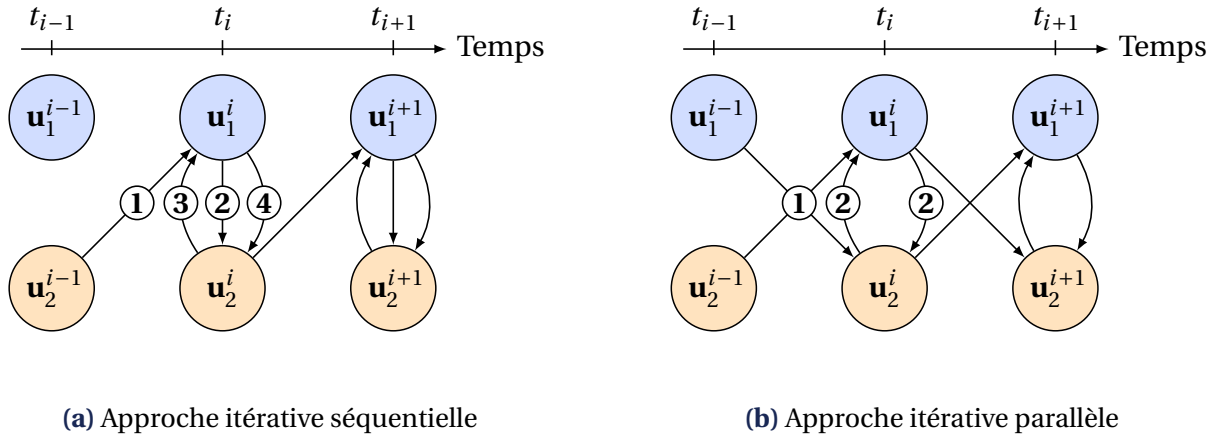 t_{i−1} t_i t_{i+1} Temps
u_1^{i−1} u_1^i u_1^{i+1}
1 3 2 4
u_2^{i−1} u_2^i u_2^{i+1}
(a) Approche itérative séquentielle
t_{i−1} t_i t_{i+1} Temps
u_1^{i−1} u_1^i u_1^{i+1}
1 2 2
u_2^{i−1} u_2^i u_2^{i+1}
(b) Approche itérative parallèle